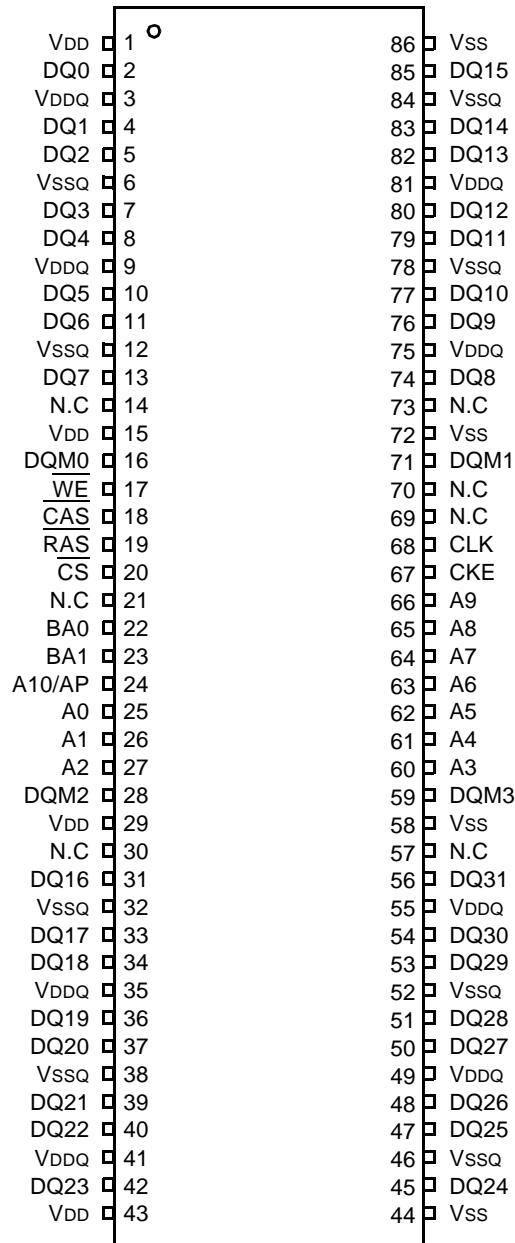 VDD 1 86 VSS
DQ0 2 85 DQ15
VDDQ 3 84 VSSQ
DQ1 4 83 DQ14
DQ2 5 82 DQ13
VSSQ 6 81 VDDQ
DQ3 7 80 DQ12
DQ4 8 79 DQ11
VDDQ 9 78 VSSQ
DQ5 10 77 DQ10
DQ6 11 76 DQ9
VSSQ 12 75 VDDQ
DQ7 13 74 DQ8
N.C 14 73 N.C
VDD 15 72 VSS
DQM0 16 71 DQM1
WE 17 70 N.C
CAS 18 69 N.C
RAS 19 68 CLK
CS 20 67 CKE
N.C 21 66 A9
BA0 22 65 A8
BA1 23 64 A7
A10/AP 24 63 A6
A0 25 62 A5
A1 26 61 A4
A2 27 60 A3
DQM2 28 59 DQM3
VDD 29 58 VSS
N.C 30 57 N.C
DQ16 31 56 DQ31
VSSQ 32 55 VDDQ
DQ17 33 54 DQ30
DQ18 34 53 DQ29
VDDQ 35 52 VSSQ
DQ19 36 51 DQ28
DQ20 37 50 DQ27
VSSQ 38 49 VDDQ
DQ21 39 48 DQ26
DQ22 40 47 DQ25
VDDQ 41 46 VSSQ
DQ23 42 45 DQ24
VDD 43 44 VSS